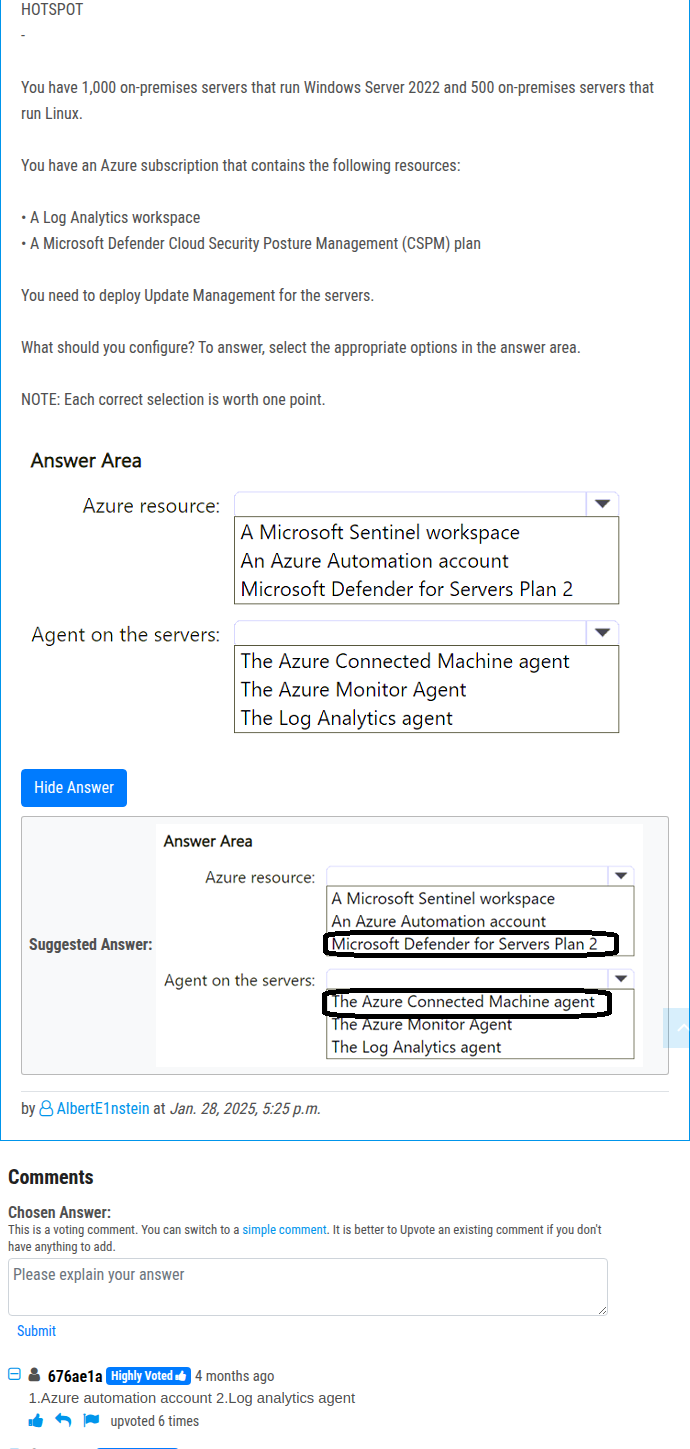 HOTSPOT
-
You have 1,000 on-premises servers that run Windows Server 2022 and 500 on-premises servers that
run Linux.
You have an Azure subscription that contains the following resources:
• A Log Analytics workspace
• A Microsoft Defender Cloud Security Posture Management (CSPM) plan
You need to deploy Update Management for the servers.
What should you configure? To answer, select the appropriate options in the answer area.
NOTE: Each correct selection is worth one point.
Answer Area
Azure resource:
A Microsoft Sentinel workspace
An Azure Automation account
Microsoft Defender for Servers Plan 2
Agent on the servers:
The Azure Connected Machine agent
The Azure Monitor Agent
The Log Analytics agent
Hide Answer
Suggested Answer:
Answer Area
Azure resource:
A Microsoft Sentinel workspace
An Azure Automation account
Microsoft Defender for Servers Plan 2
Agent on the servers:
The Azure Connected Machine agent
The Azure Monitor Agent
The Log Analytics agent
by AlbertE1nstein at Jan. 28, 2025, 5:25 p.m.
Comments
Chosen Answer:
This is a voting comment. You can switch to a simple comment. It is better to Upvote an existing comment if you don't
have anything to add.
Please explain your answer
Submit
676ae1a Highly Voted 4 months ago
1.Azure automation account 2.Log analytics agent
upvoted 6 times